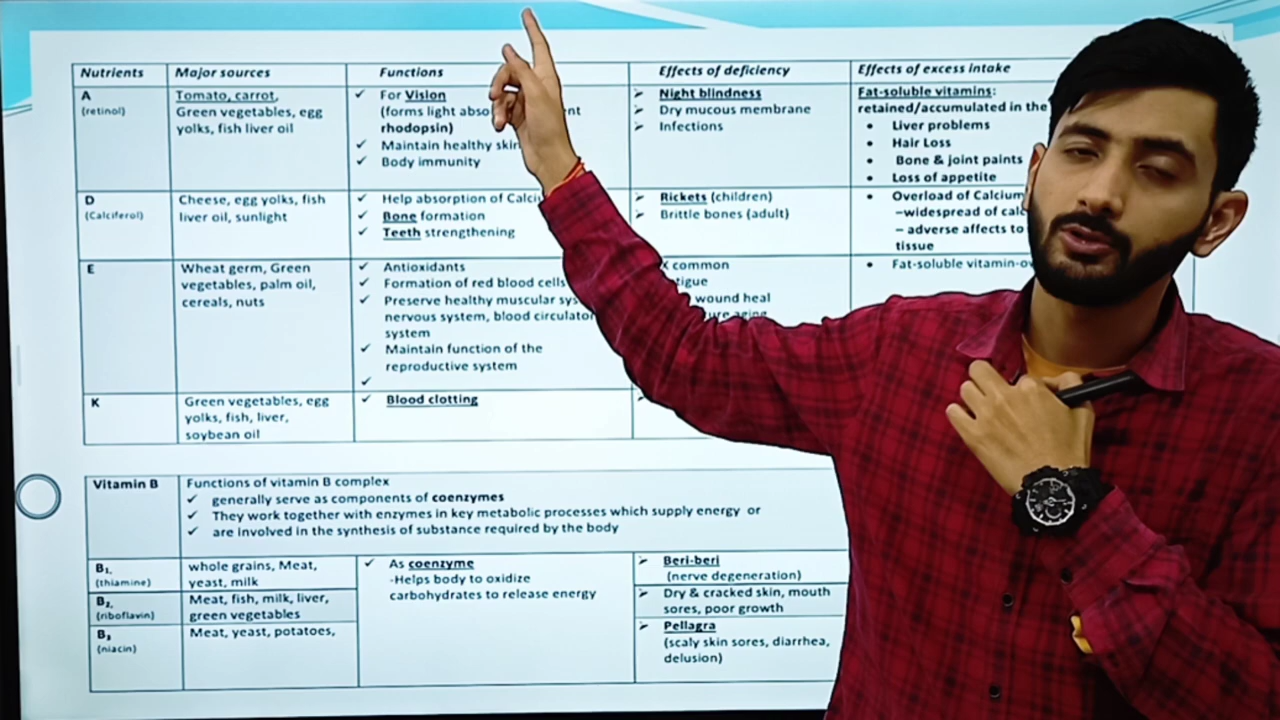 Nutrients
Major sources
Functions
Effects of deficiency
Effects of excess intake
A
(retinol)
Tomato, carrot,
Green vegetables, egg
yolks, fish liver oil
✓ For Vision
(forms light
rhodopsin)
✓ Maintain healthy
✓ Body immunity
➢ Night blindness
➢ Dry mucous membrane
➢ Infections
Fat-soluble vitamins:
retained/accumulated in the
• Liver problems
• Hair Loss
• Bone & joint paints
• Loss of appetite
D
(Calciferol)
Cheese, egg yolks, fish
liver oil, sunlight
✓ Help absorption of
✓ Bone formation
✓ Teeth strengthening
➢ Rickets (children)
➢ Brittle bones (adult)
• Overload of Calcium
–widespread of
– adverse affects to
tissue
E
Wheat germ, Green
vegetables, palm oil,
cereals, nuts
✓ Antioxidants
✓ Formation of red blood cells
✓ Preserve healthy muscular
nervous system, blood
system
✓ Maintain function of the
reproductive system
✓
common
wound heal
aging
• Fat-soluble
K
Green vegetables, egg
yolks, fish, liver,
soybean oil
✓ Blood clotting
Vitamin B
Functions of vitamin B complex
✓ generally serve as components of coenzymes
✓ They work together with enzymes in key metabolic processes which supply energy or
✓ are involved in the synthesis of substance required by the body
B1,
(thiamine)
whole grains, Meat,
yeast, milk
✓ As coenzyme
-Helps body to oxidize
carbohydrates to release energy
➢ Beri-beri
(nerve degeneration)
B2,
(riboflavin)
Meat, fish, milk, liver,
green vegetables
➢ Dry & cracked skin, mouth
sores, poor growth
B3
(niacin)
Meat, yeast, potatoes,
➢ Pellagra
(scaly skin sores, diarrhea,
delusion)